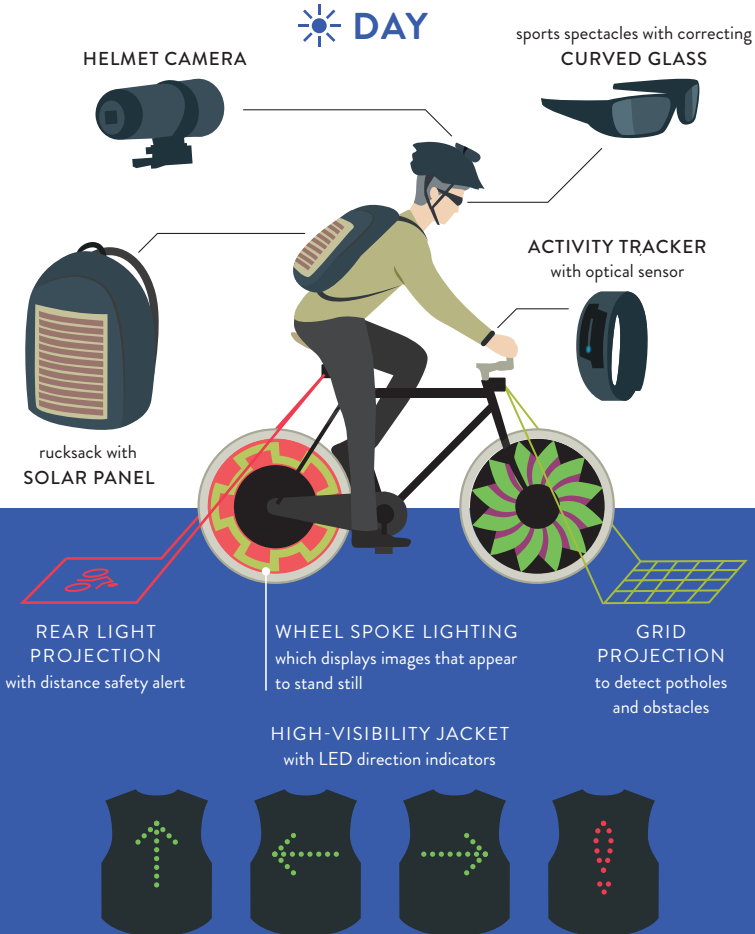 DAY
HELMET CAMERA
sports spectacles with correcting
CURVED GLASS
ACTIVITY TRACKER
with optical sensor
rucksack with
SOLAR PANEL
REAR LIGHT
PROJECTION
with distance safety alert
WHEEL SPOKE LIGHTING
which displays images that appear
to stand still
GRID
PROJECTION
to detect potholes
and obstacles
HIGH-VISIBILITY JACKET
with LED direction indicators